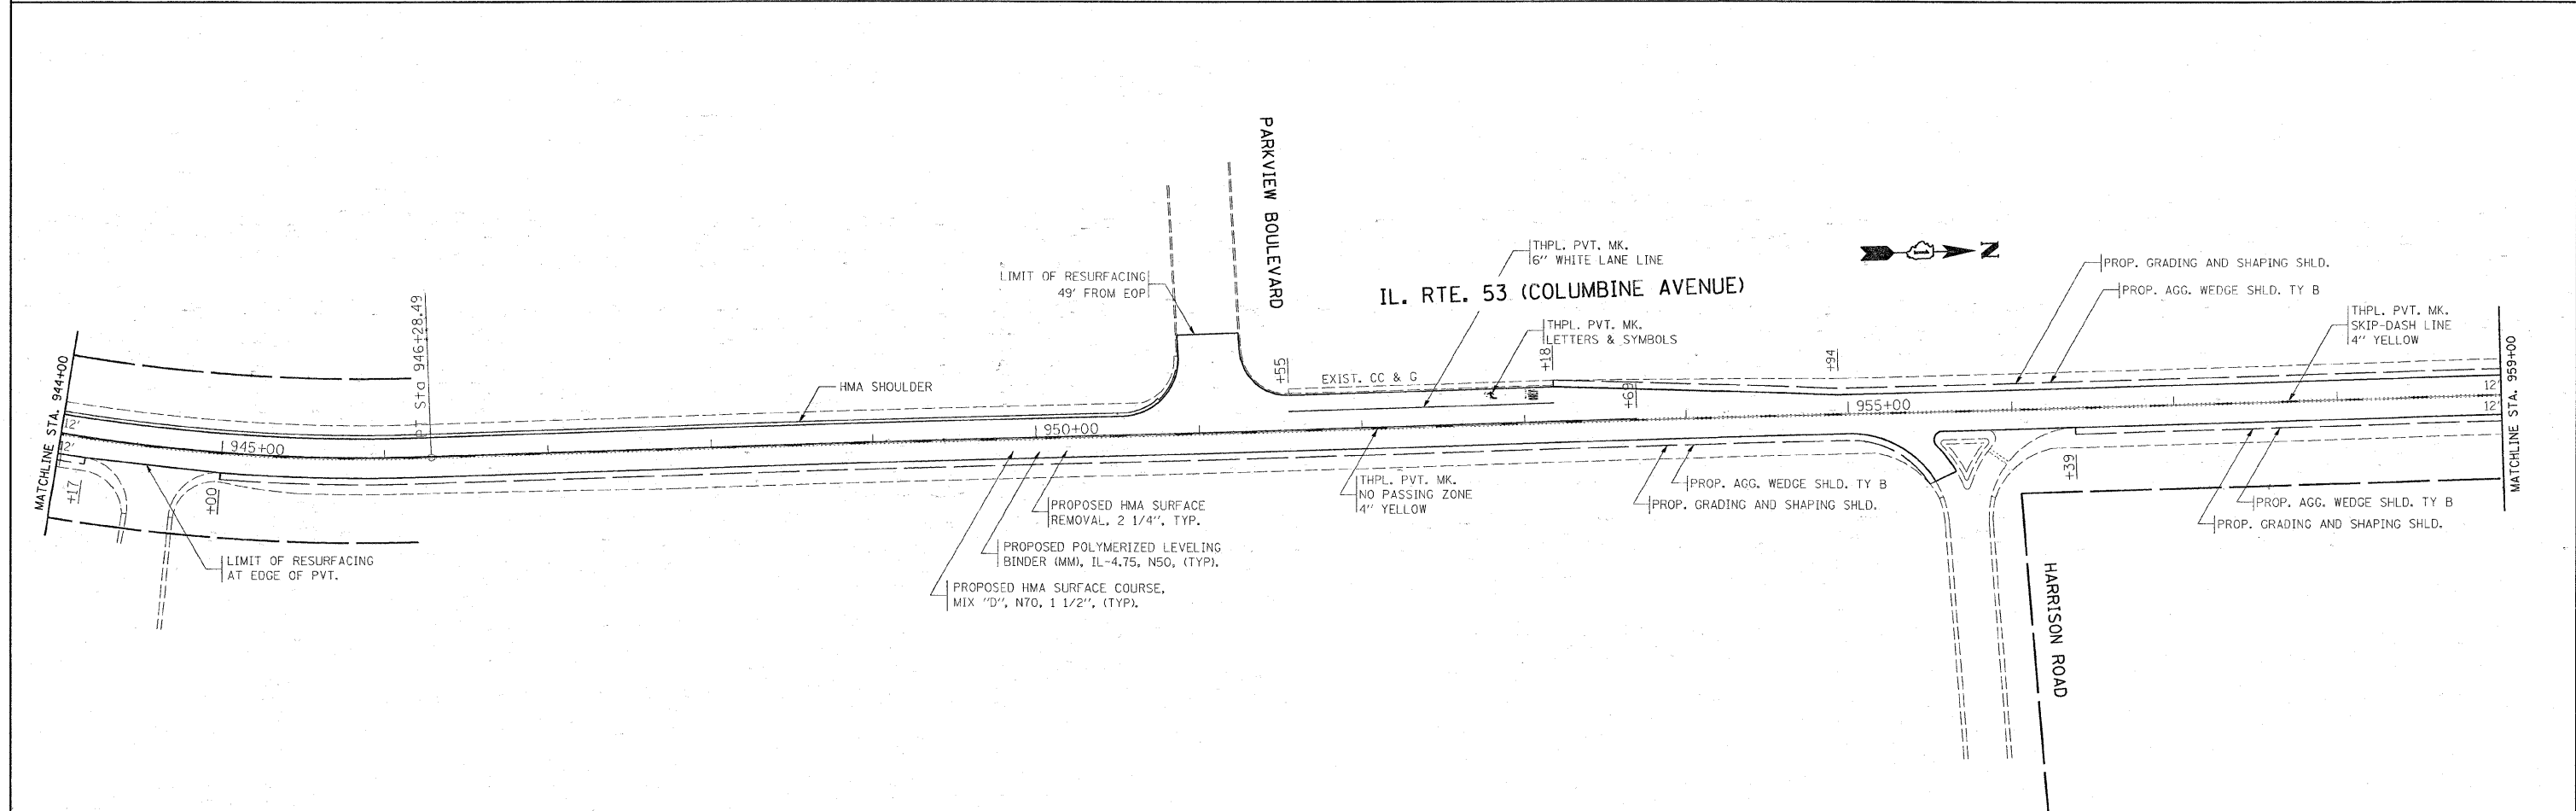 PARKVIEW BOULEVARD
THPL. PVT. MK.
6" WHITE LANE LINE
N
LIMIT OF RESURFACING
49' FROM EOP
IL. RTE. 53 (COLUMBINE AVENUE)
PROP. GRADING AND SHAPING SHLD.
PROP. AGG. WEDGE SHLD. TY B
THPL. PVT. MK.
SKIP-DASH LINE
4" YELLOW
THPL. PVT. MK.
LETTERS & SYMBOLS
MATCHLINE STA. 944+00
PT Sta 946+28.49
HMA SHOULDER
+55
EXIST. CC & G
+18
+69
+94
MATCHLINE STA. 959+00
12'
12'
12'
12'
945+00
950+00
955+00
+17
+00
+39
LIMIT OF RESURFACING
AT EDGE OF PVT.
PROPOSED HMA SURFACE
REMOVAL, 2 1/4", TYP.
PROPOSED POLYMERIZED LEVELING
BINDER (MM), IL-4.75, N50, (TYP).
PROPOSED HMA SURFACE COURSE,
MIX "D", N70, 1 1/2", (TYP).
THPL. PVT. MK.
NO PASSING ZONE
4" YELLOW
PROP. AGG. WEDGE SHLD. TY B
PROP. GRADING AND SHAPING SHLD.
PROP. AGG. WEDGE SHLD. TY B
PROP. GRADING AND SHAPING SHLD.
HARRISON ROAD